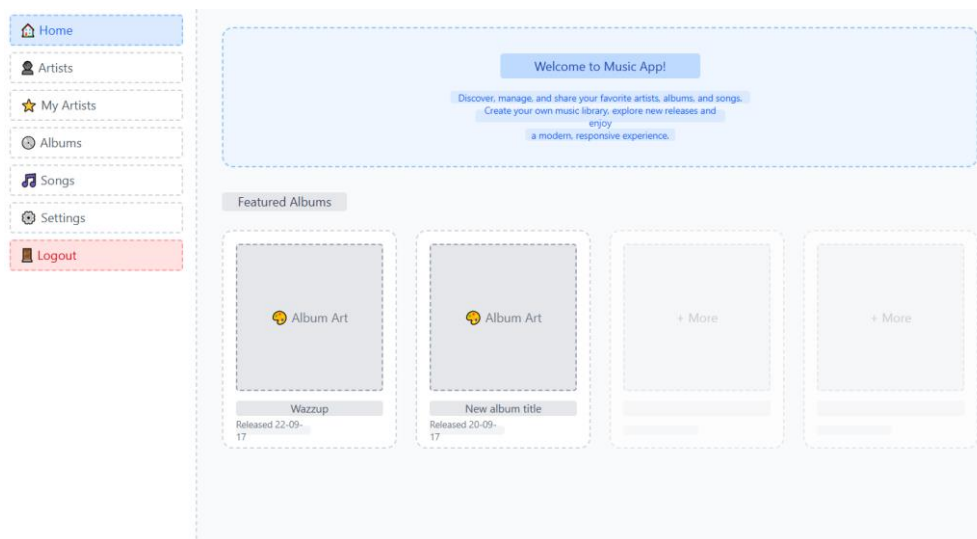 Home
Artists
My Artists
Albums
Songs
Settings
Logout
Welcome to Music App!
Discover, manage, and share your favorite artists, albums, and songs.
Create your own music library, explore new releases and
enjoy
a modern, responsive experience.
Featured Albums
Album Art
Wazzup
Released 22-09-
17
Album Art
New album title
Released 20-09-
17
+ More
+ More